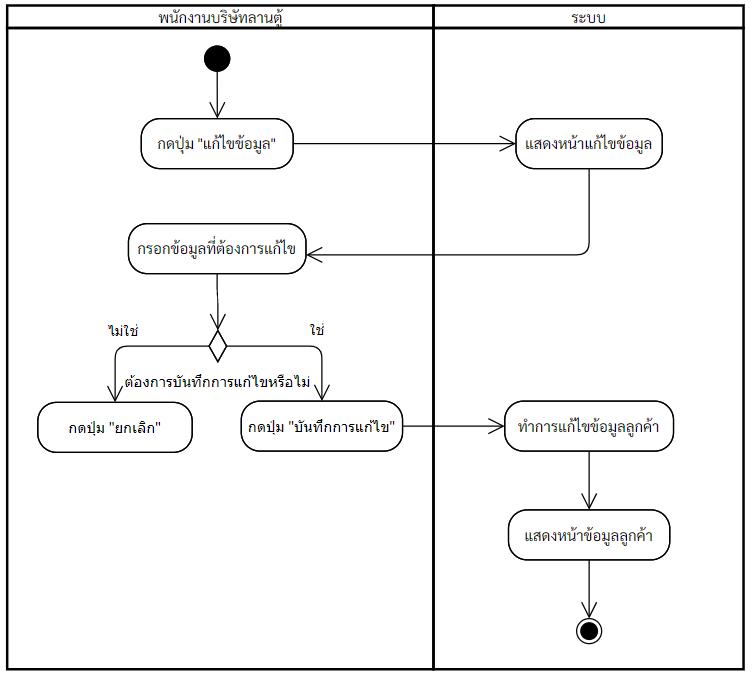 พนักงานบริษัทลานตู้
ระบบ
กดปุ่ม "แก้ไขข้อมูล"
แสดงหน้าแก้ไขข้อมูล
กรอกข้อมูลที่ต้องการแก้ไข
ไม่ใช่
ใช่
ต้องการบันทึกการแก้ไขหรือไม่
กดปุ่ม "ยกเลิก"
กดปุ่ม "บันทึกการแก้ไข"
ทำการแก้ไขข้อมูลลูกค้า
แสดงหน้าข้อมูลลูกค้า